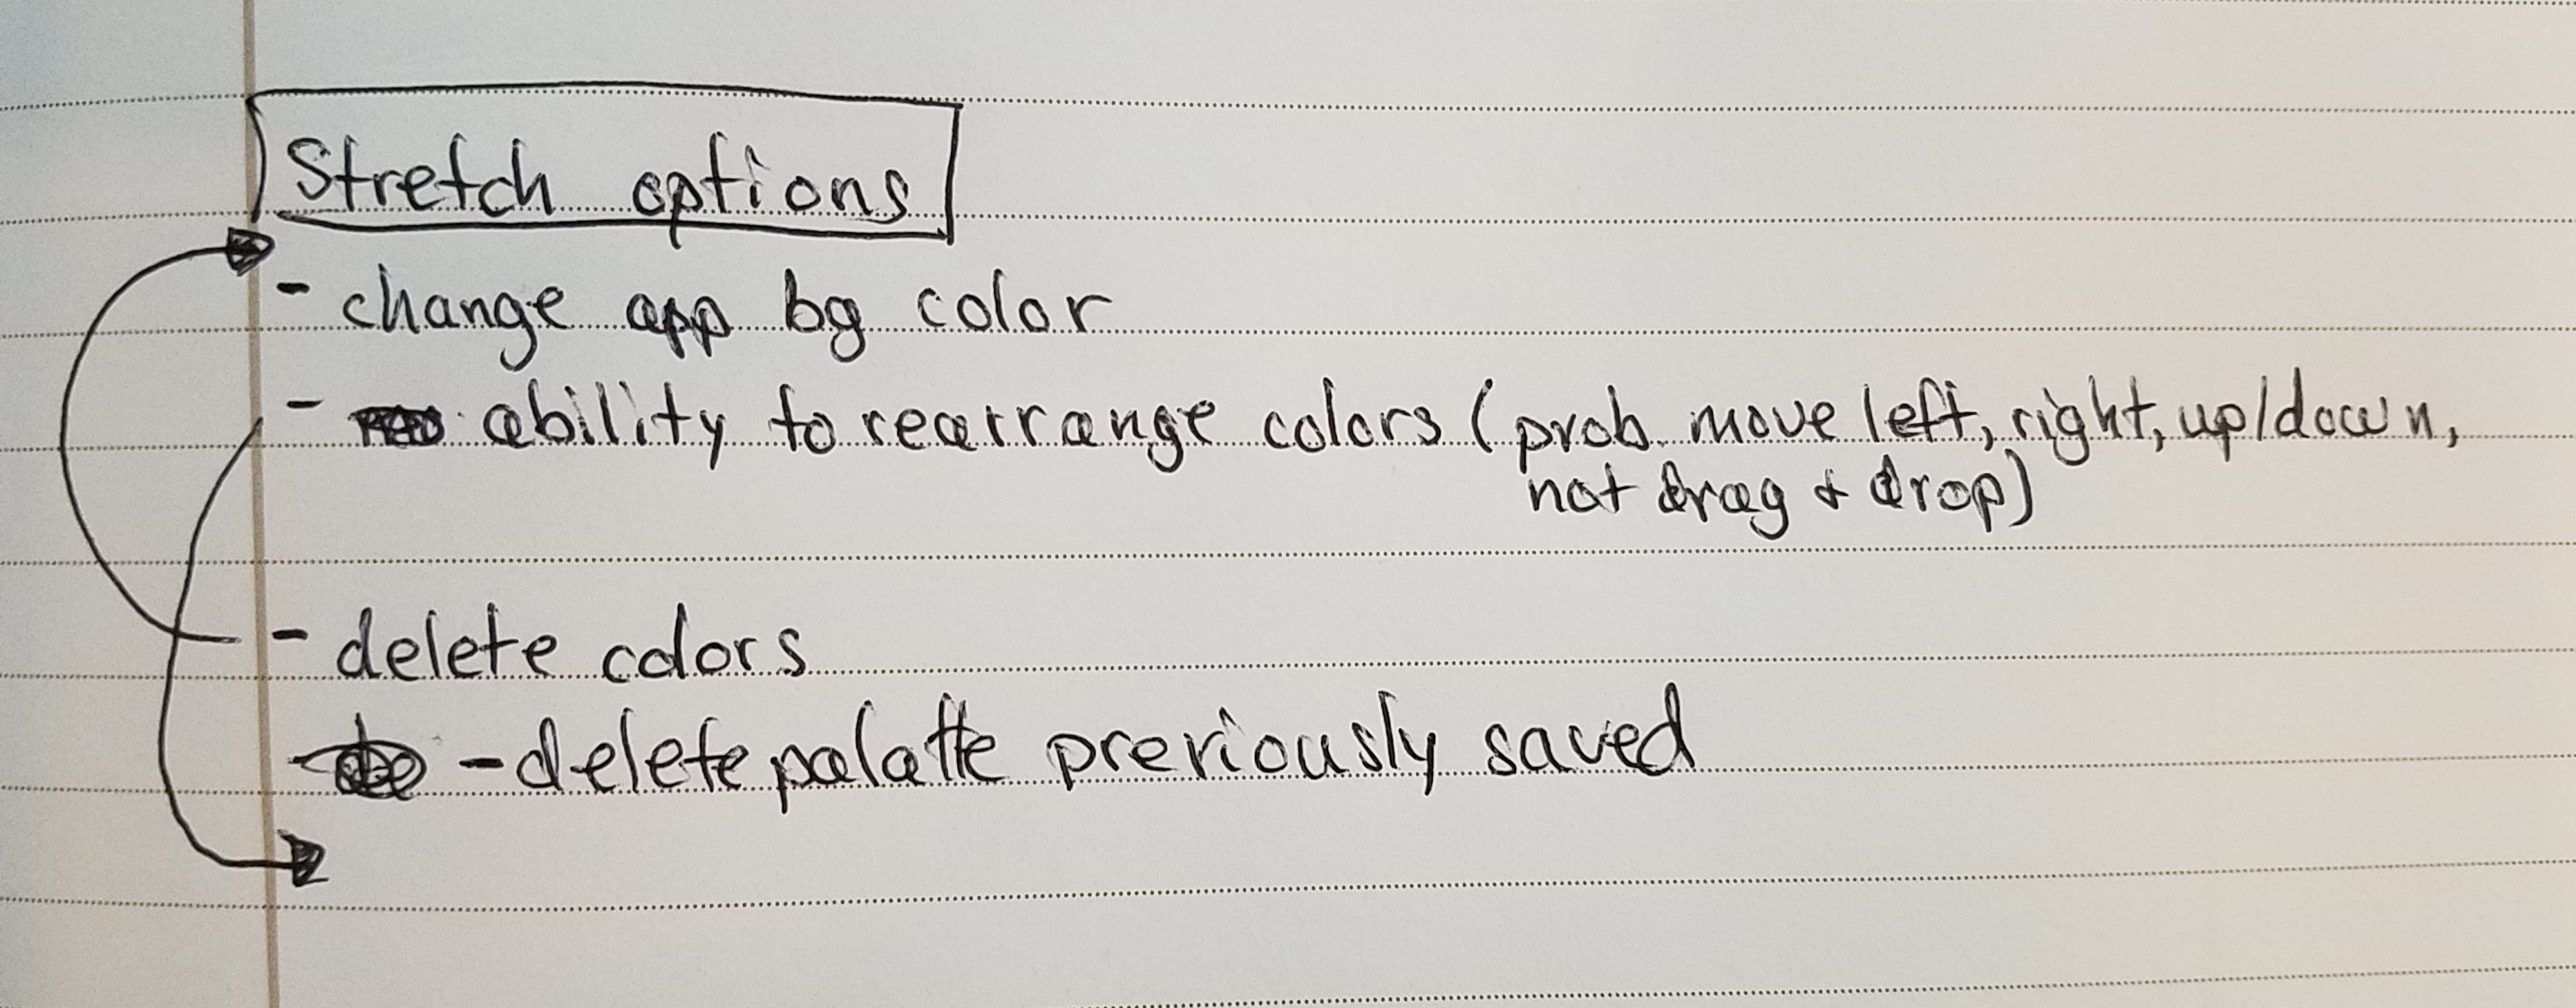 Stretch options
- change app bg color
- ability to rearrange colors (prob. move left, right, up/down,
not drag & drop)
- delete colors
- delete palatte previously saved